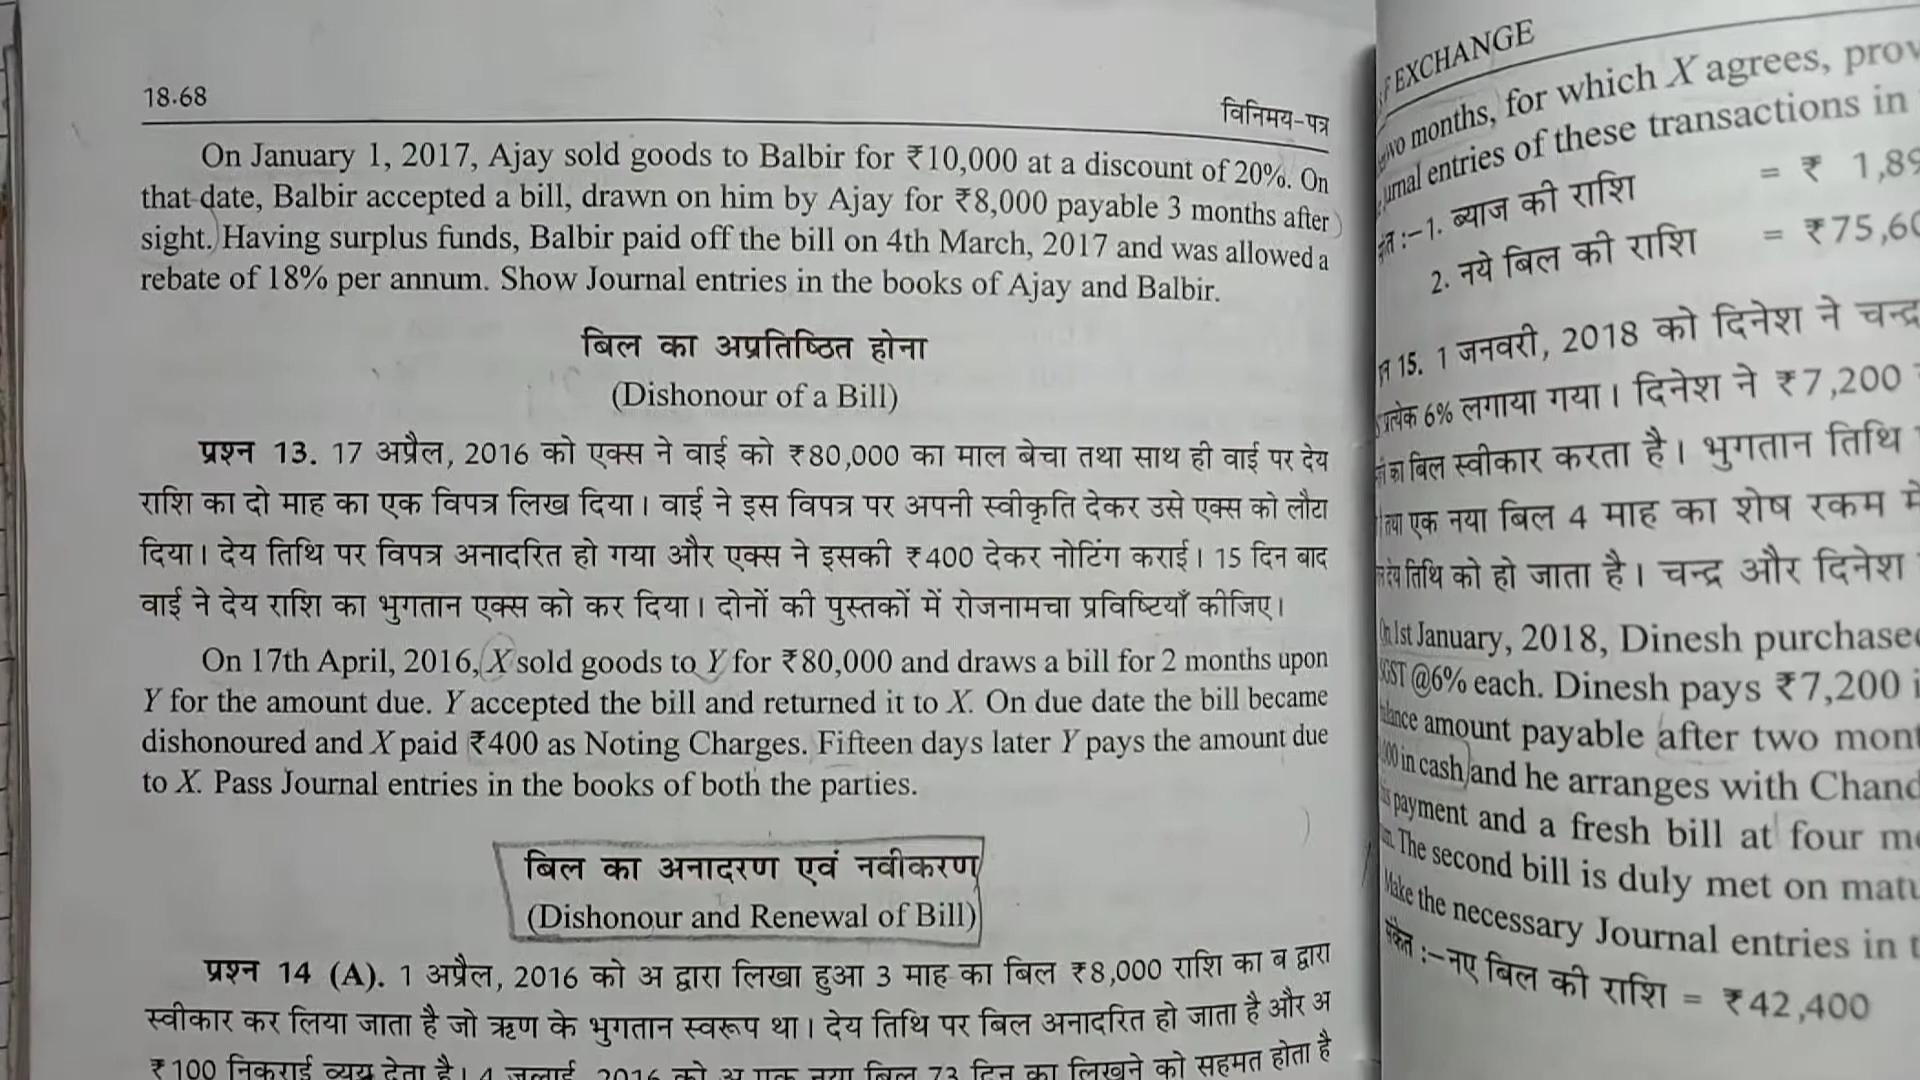 18.68
विनिमय-पत्र
On January 1, 2017, Ajay sold goods to Balbir for ₹10,000 at a discount of 20%. On
that date, Balbir accepted a bill, drawn on him by Ajay for ₹8,000 payable 3 months after
sight. Having surplus funds, Balbir paid off the bill on 4th March, 2017 and was allowed a
rebate of 18% per annum. Show Journal entries in the books of Ajay and Balbir.
बिल का अप्रतिष्ठित होना
(Dishonour of a Bill)
प्रश्न 13. 17 अप्रैल, 2016 को एक्स ने वाई को ₹80,000 का माल बेचा तथा साथ ही वाई पर देय
राशि का दो माह का एक विपत्र लिख दिया। वाई ने इस विपत्र पर अपनी स्वीकृति देकर उसे एक्स को लौटा
दिया। देय तिथि पर विपत्र अनादरित हो गया और एक्स ने इसकी ₹400 देकर नोटिंग कराई। 15 दिन बाद
वाई ने देय राशि का भुगतान एक्स को कर दिया। दोनों की पुस्तकों में रोजनामचा प्रविष्टियाँ कीजिए।
On 17th April, 2016, X sold goods to Y for ₹80,000 and draws a bill for 2 months upon
Y for the amount due. Y accepted the bill and returned it to X. On due date the bill became
dishonoured and X paid ₹400 as Noting Charges. Fifteen days later Y pays the amount due
to X. Pass Journal entries in the books of both the parties.
बिल का अनादरण एवं नवीकरण
(Dishonour and Renewal of Bill)
प्रश्न 14 (A). 1 अप्रैल, 2016 को अ द्वारा लिखा हुआ 3 माह का बिल ₹8,000 राशि का ब द्वारा
स्वीकार कर लिया जाता है जो ऋण के भुगतान स्वरूप था। देय तिथि पर बिल अनादरित हो जाता है और अ
₹100 निकराई व्यय देता है। 4 जुलाई, 2016 को अ एक नया बिल 73 दिन का लिखने को सहमत होता है
EXCHANGE
months, for which X agrees,
entries of these transactions in
:-1. ब्याज की राशि = ₹ 1,89
2. नये बिल की राशि = ₹75,60
15. 1 जनवरी, 2018 को दिनेश ने चन्द्र
प्रत्येक 6% लगाया गया। दिनेश ने ₹7,200
का बिल स्वीकार करता है। भुगतान तिथि
तथा एक नया बिल 4 माह का शेष रकम में
देय तिथि को हो जाता है। चन्द्र और दिनेश
1st January, 2018, Dinesh
@6% each. Dinesh pays ₹7,200
amount payable after two
in cash and he arranges with
payment and a fresh bill at four
The second bill is duly met on
Make the necessary Journal entries in
संकेत :-नए बिल की राशि = ₹42,400